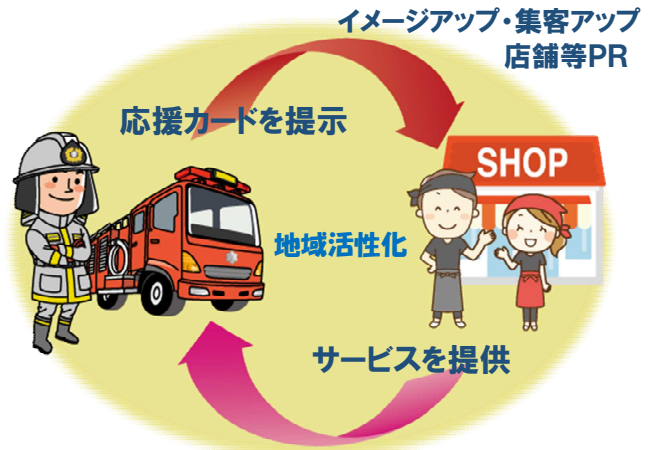 イメージアップ・集客アップ
店舗等PR
応援カードを提示
SHOP
地域活性化
サービスを提供